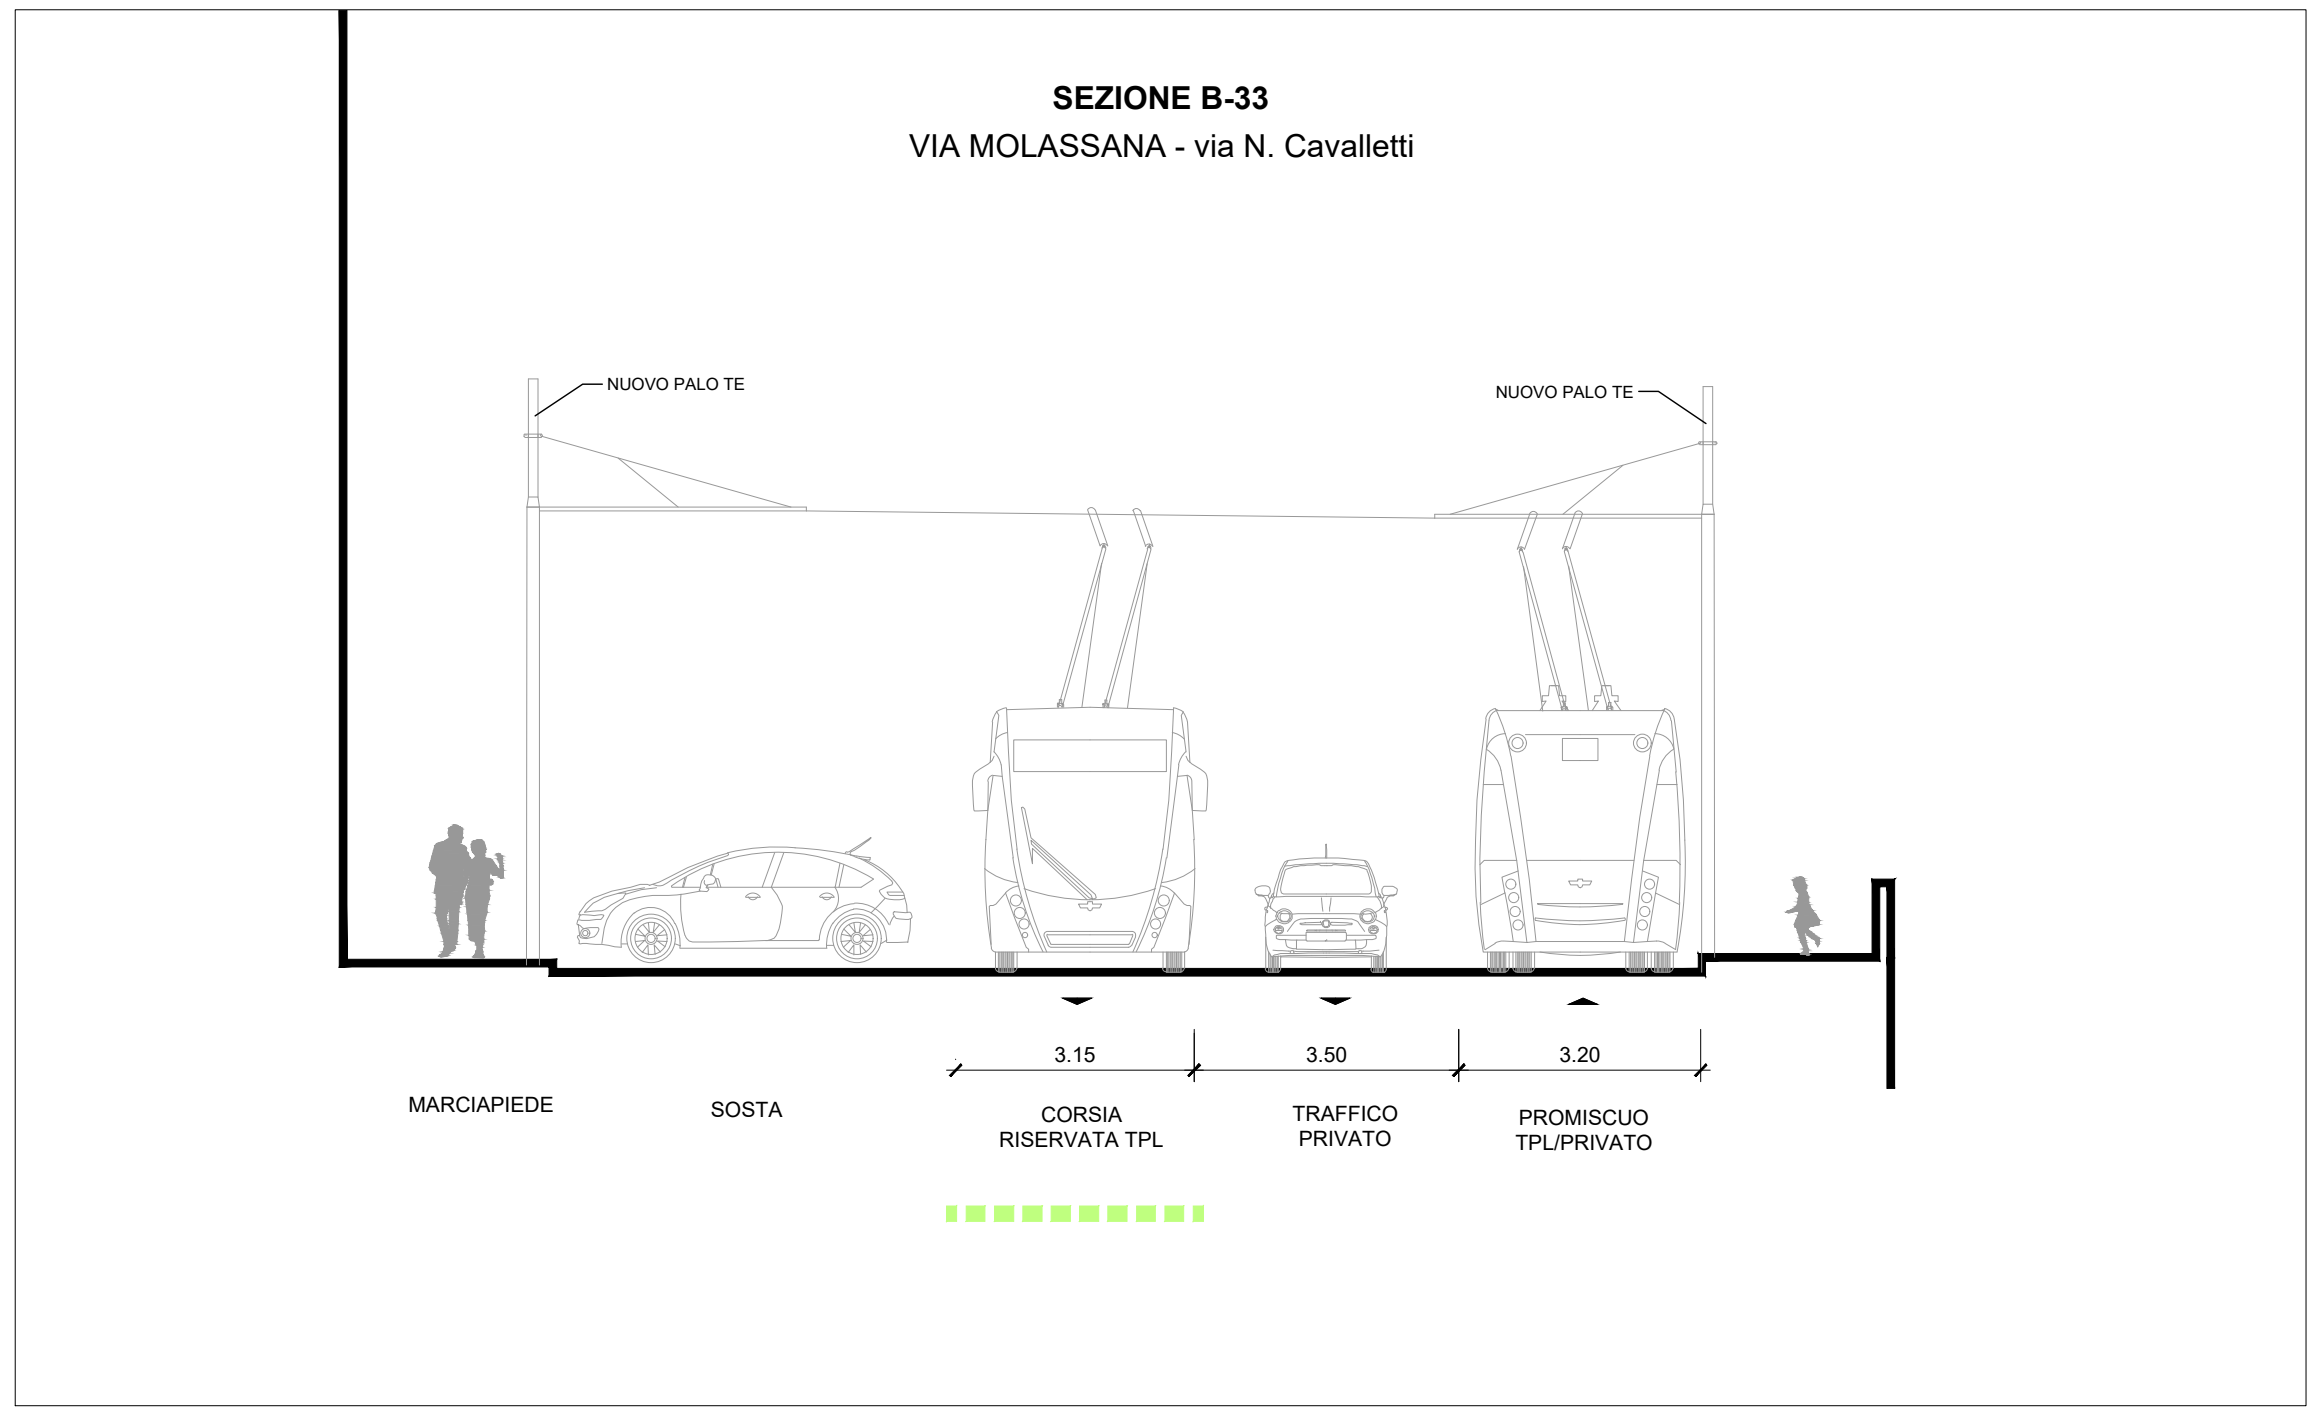 SEZIONE B-33
VIA MOLASSANA - via N. Cavalletti
NUOVO PALO TE
NUOVO PALO TE
3.15
3.50
3.20
MARCIAPIEDE
SOSTA
CORSIA
RISERVATA TPL
TRAFFICO
PRIVATO
PROMISCUO
TPL/PRIVATO